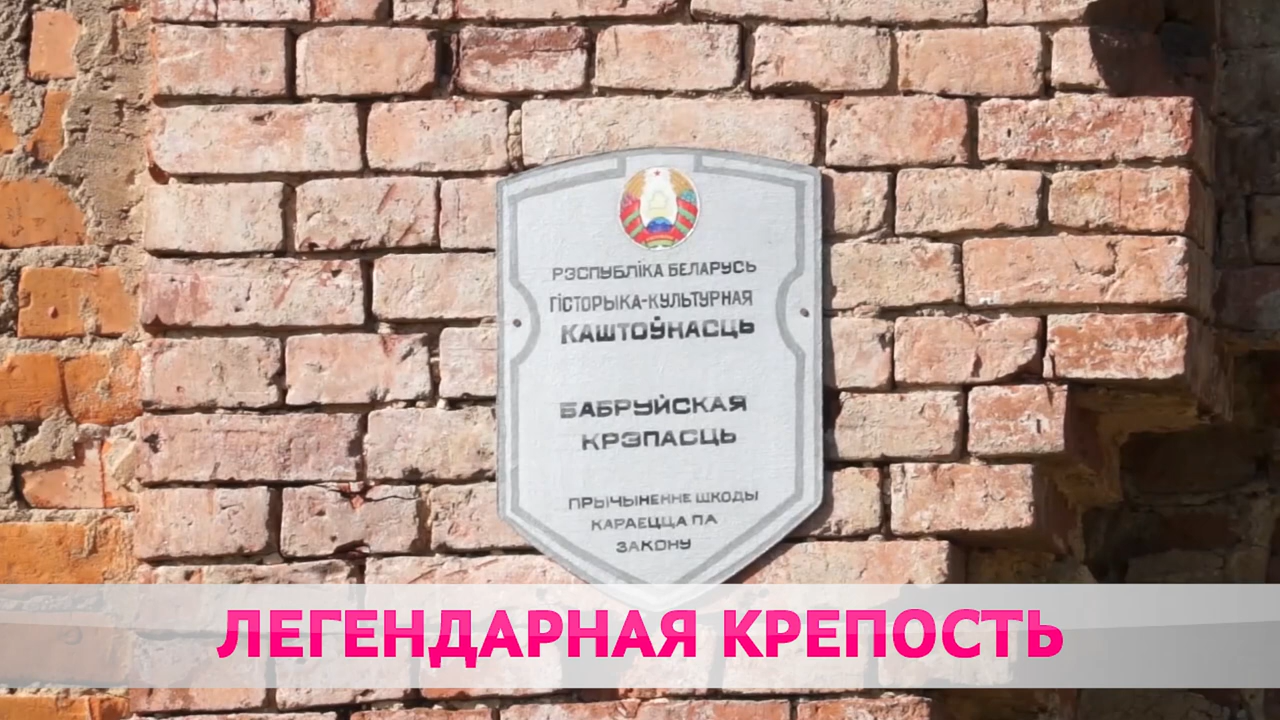 РЭСПУБЛІКА БЕЛАРУСЬ
ГІСТОРЫКА-КУЛЬТУРНАЯ
КАШТОЎНАСЦЬ
БАБРУЙСКАЯ
КРЭПАСЦЬ
ПРЫЧЫНЕННЕ ШКОДЫ
КАРАЕЦЦА ПА
ЗАКОНУ
ЛЕГЕНДАРНАЯ КРЕПОСТЬ